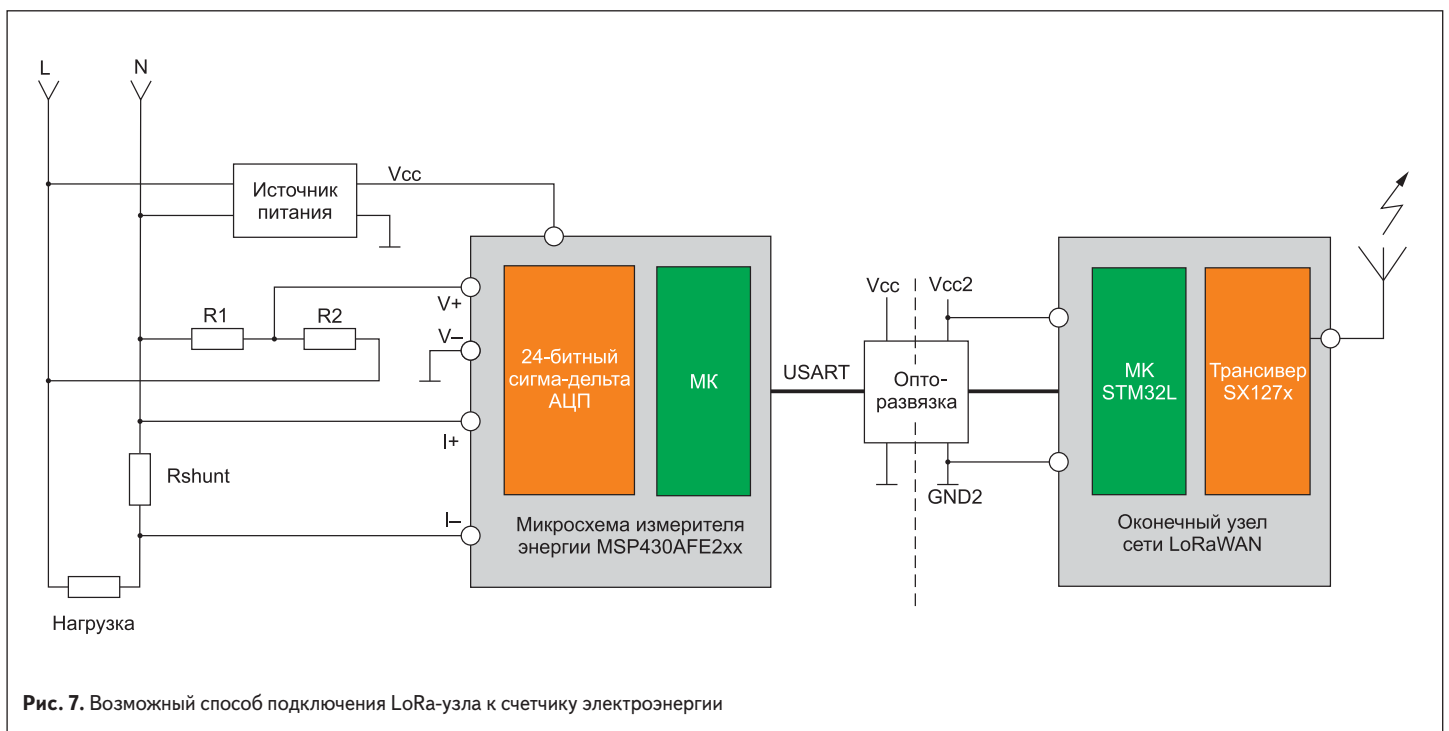 L
N
Источник
питания
Vcc
R1
R2
V+
V–
I+
I–
Rshunt
Нагрузка
24-битный
сигма-дельта
АЦП
МК
Микросхема измерителя
энергии MSP430AFE2xx
USART
Vcc
Vcc2
Опто-
развязка
GND2
МК
STM32L
Трансивер
SX127x
Оконечный узел
сети LoRaWAN
Рис. 7. Возможный способ подключения LoRa-узла к счетчику электроэнергии